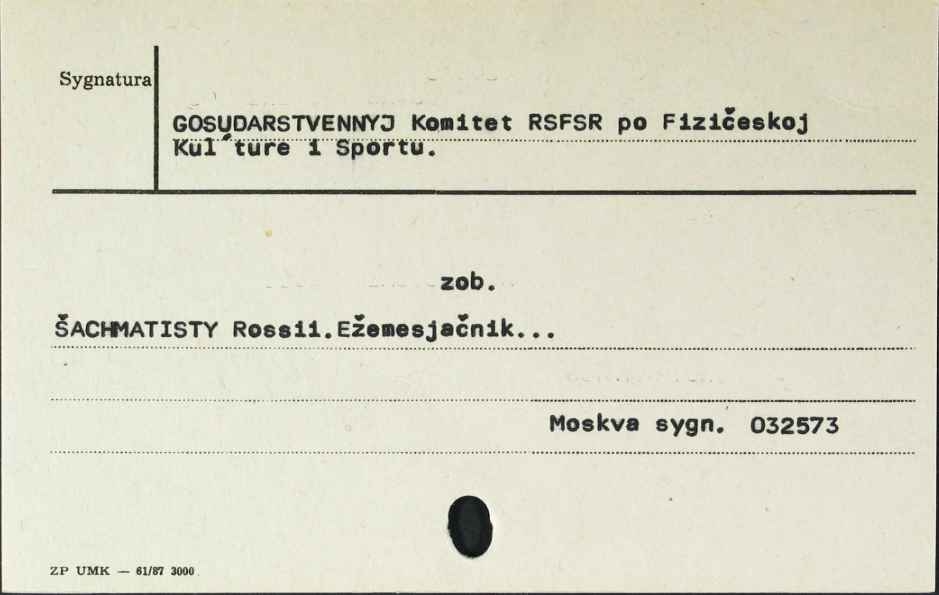 Sygnatura
GOSUDARSTVENNYJ Komitet RSFSR po Fizičeskoj
Kul´ture i Sportu.
zob.
ŠACHMATISTY Rossii.Ežemesjačnik...
Moskva sygn. 032573
ZP UMK — 61/87 3000